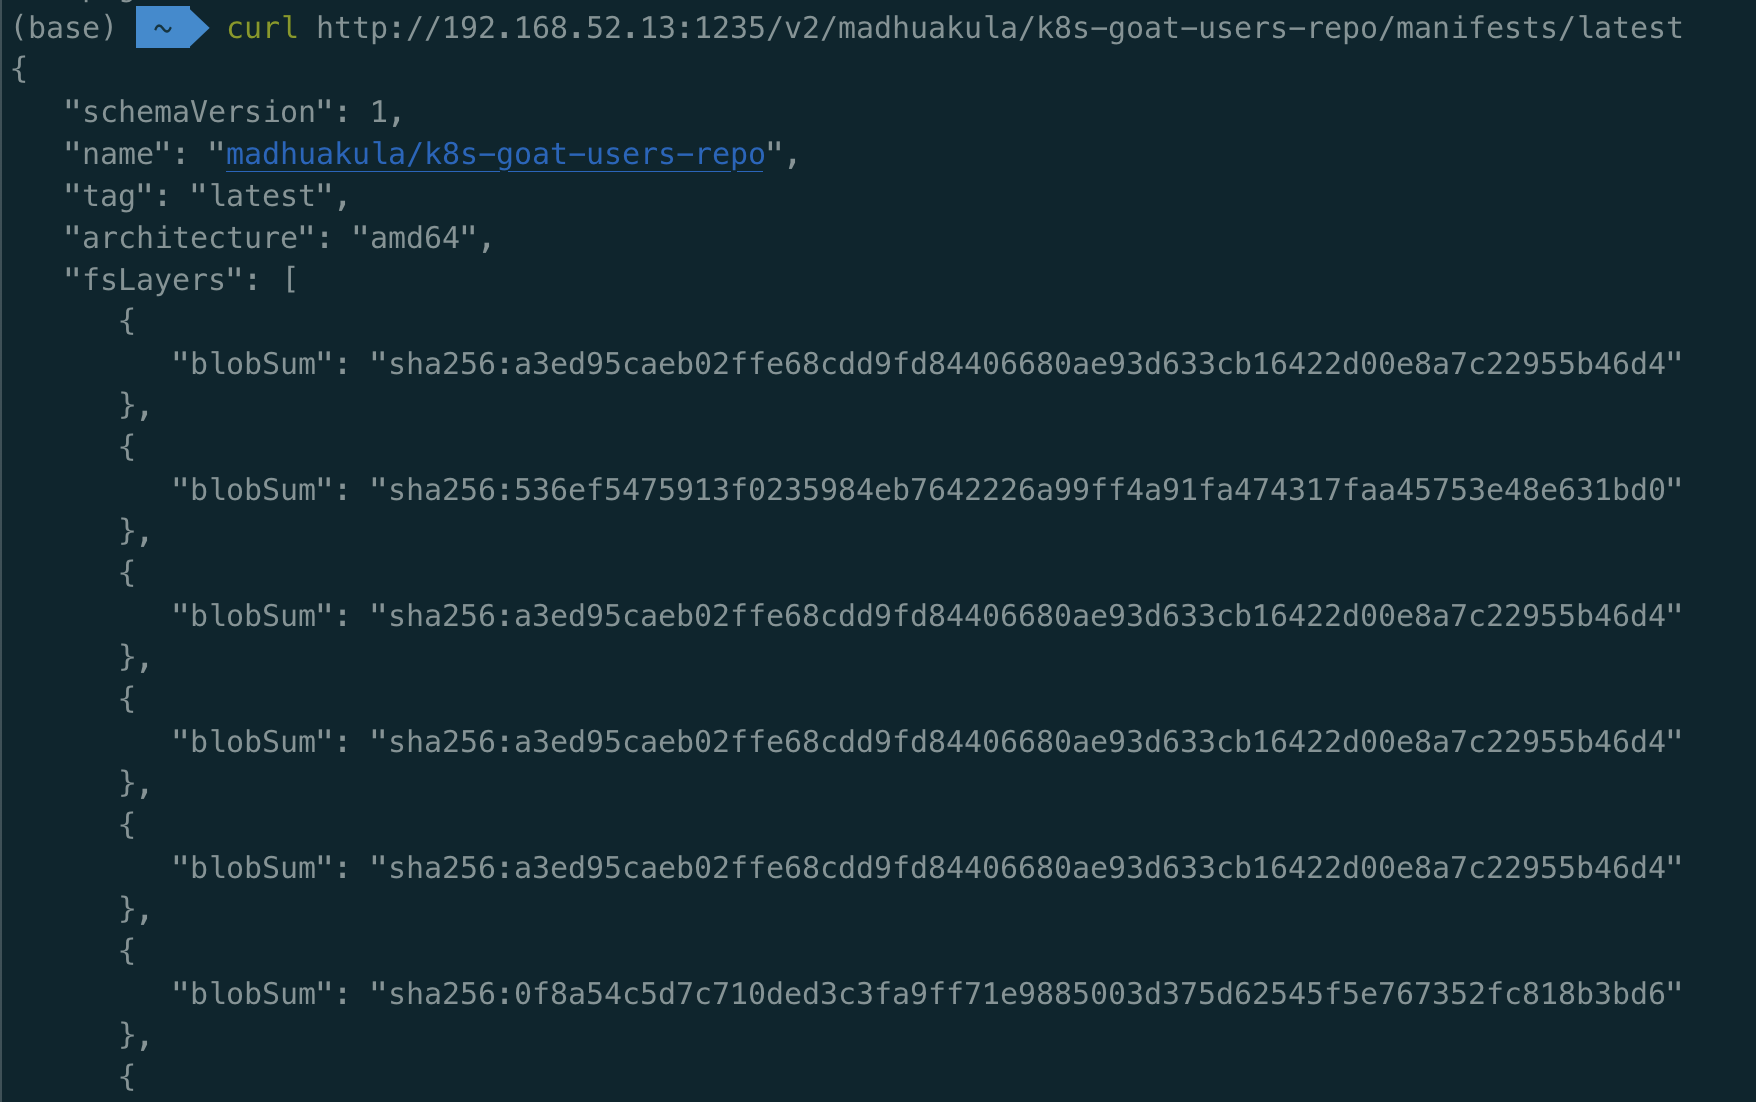 (base) ~ curl http://192.168.52.13:1235/v2/madhuakula/k8s-goat-users-repo/manifests/latest
{
"schemaVersion": 1,
"name": "madhuakula/k8s-goat-users-repo",
"tag": "latest",
"architecture": "amd64",
"fsLayers": [
{
"blobSum": "sha256:a3ed95caeb02ffe68cdd9fd84406680ae93d633cb16422d00e8a7c22955b46d4"
},
{
"blobSum": "sha256:536ef5475913f0235984eb7642226a99ff4a91fa474317faa45753e48e631bd0"
},
{
"blobSum": "sha256:a3ed95caeb02ffe68cdd9fd84406680ae93d633cb16422d00e8a7c22955b46d4"
},
{
"blobSum": "sha256:a3ed95caeb02ffe68cdd9fd84406680ae93d633cb16422d00e8a7c22955b46d4"
},
{
"blobSum": "sha256:a3ed95caeb02ffe68cdd9fd84406680ae93d633cb16422d00e8a7c22955b46d4"
},
{
"blobSum": "sha256:0f8a54c5d7c710ded3c3fa9ff71e9885003d375d62545f5e767352fc818b3bd6"
},
{